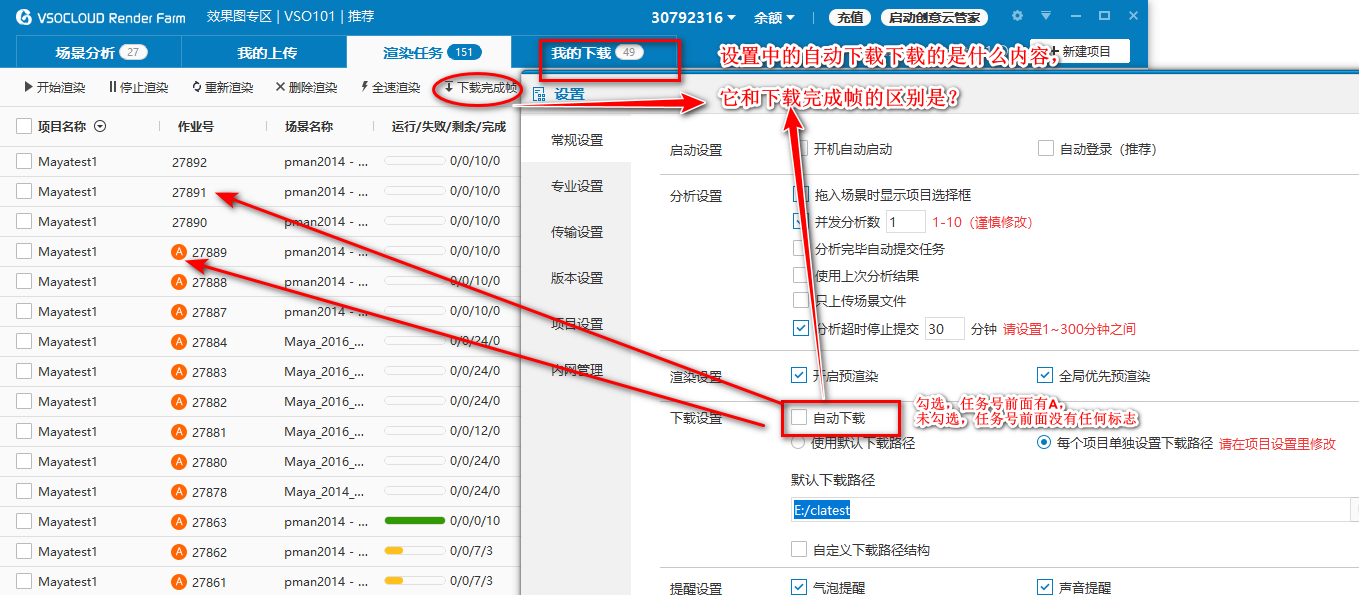 VSOCLOUD Render Farm 效果图专区 | VSO101 | 推荐 30792316 余额 充值 启动创意云管家
场景分析 27 我的上传 渲染任务 151 我的下载 49 新建项目
设置中的自动下载下载的是什么内容，
开始渲染 停止渲染 重新渲染 删除渲染 全速渲染 下载完成帧
设置
它和下载完成帧的区别是？
项目名称 作业号 场景名称 运行/失败/剩余/完成
Mayatest1 27892 pman2014 - ... 0/0/10/0
Mayatest1 27891 pman2014 - ... 0/0/10/0
Mayatest1 27890 pman2014 - ... 0/0/10/0
Mayatest1 A 27889 pman2014 - ... 0/0/10/0
Mayatest1 A 27888 pman2014 - ... 0/0/10/0
Mayatest1 A 27887 pman2014 - ... 0/0/10/0
Mayatest1 A 27884 Maya_2016_... 0/0/24/0
Mayatest1 A 27883 Maya_2016_... 0/0/24/0
Mayatest1 A 27882 Maya_2016_... 0/0/24/0
Mayatest1 A 27881 Maya_2016_... 0/0/12/0
Mayatest1 A 27880 Maya_2016_... 0/0/24/0
Mayatest1 A 27878 Maya_2014_... 0/0/24/0
Mayatest1 A 27863 pman2014 - ... 0/0/0/10
Mayatest1 A 27862 pman2014 - ... 0/0/7/3
Mayatest1 A 27861 pman2014 - ... 0/0/7/3
常规设置
专业设置
传输设置
版本设置
项目设置
内网管理
启动设置 开机自动启动 自动登录（推荐）
分析设置 拖入场景时显示项目选择框
并发分析数 1 1-10（谨慎修改）
分析完毕自动提交任务
使用上次分析结果
只上传场景文件
分析超时停止提交 30 分钟 请设置1~300分钟之间
渲染设置 开启预渲染 全局优先预渲染
下载设置 自动下载
勾选，任务号前面有A，
未勾选，任务号前面没有任何标志
使用默认下载路径 每个项目单独设置下载路径 请在项目设置里修改
默认下载路径
E:/clatest
自定义下载路径结构
提醒设置 气泡提醒 声音提醒